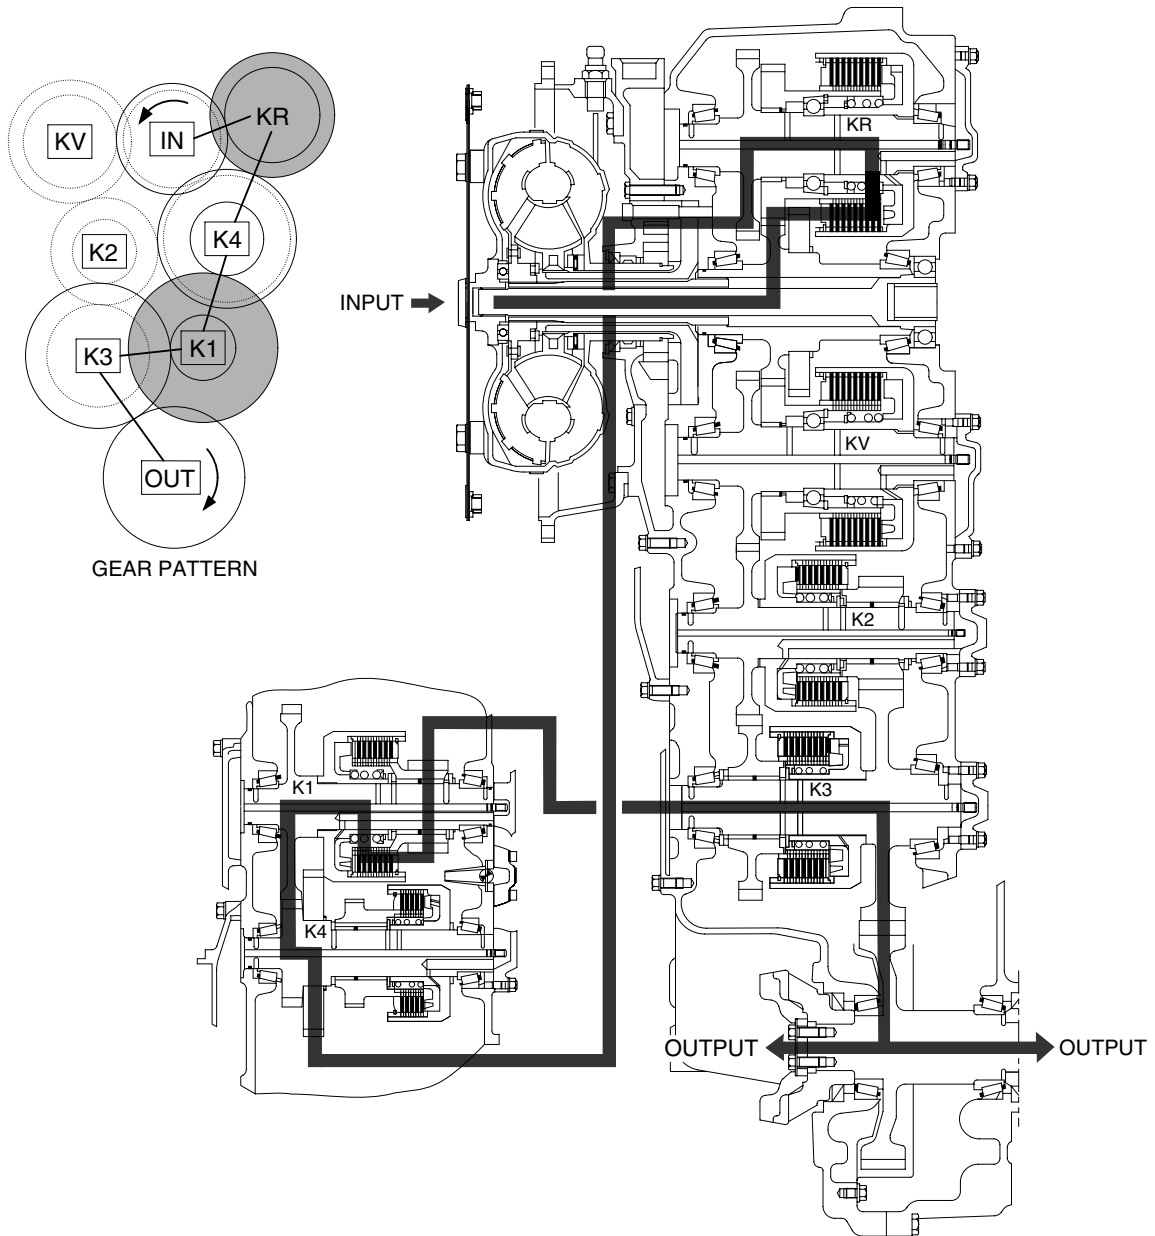 KV
IN
KR
K2
K4
K3
K1
OUT
GEAR PATTERN
INPUT
KR
KV
K2
K3
K1
K4
OUTPUT
OUTPUT